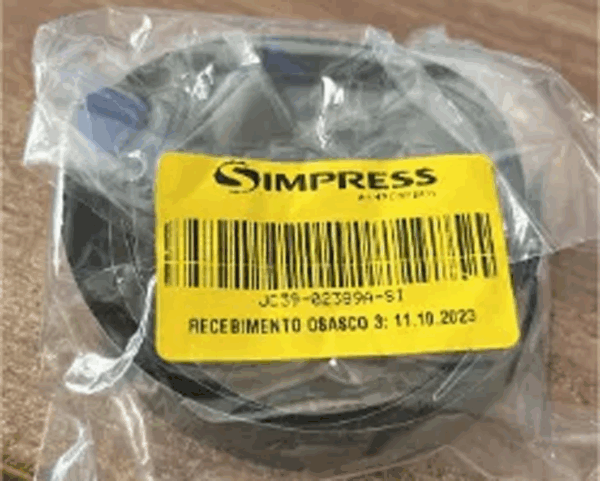 SIMPRESS
JC39-02389A-SI
RECEBIMENTO OSASCO 3: 11.10.2023